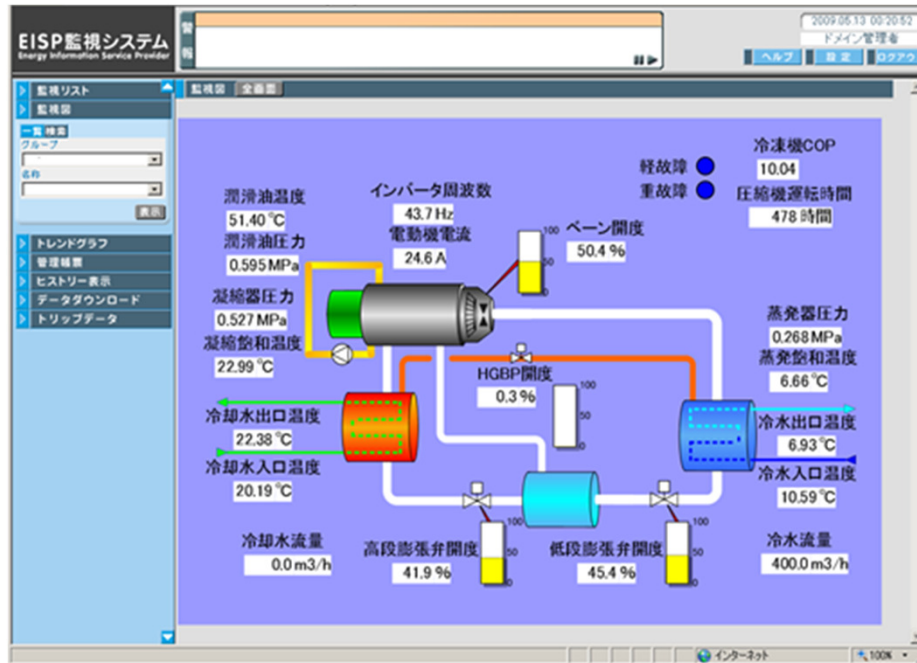 EISP監視システム
Energy Information Service Provider
警報
2009.05.13 00:20:52
ドメイン管理者
ヘルプ
設定
ログアウ
監視リスト
監視図
一覧 検索
グループ
名称
表示
トレンドグラフ
管理帳票
ヒストリー表示
データダウンロード
トリップデータ
監視図 全画面
軽故障
重故障
冷凍機COP
10.04
圧縮機運転時間
478 時間
潤滑油温度
51.40 ℃
潤滑油圧力
0.595 MPa
凝縮器圧力
0.527 MPa
凝縮飽和温度
22.99 ℃
インバータ周波数
43.7 Hz
電動機電流
24.6 A
100
50
0
ベーン開度
50.4 %
蒸発器圧力
0.268 MPa
蒸発飽和温度
6.66 ℃
HGBP開度
0.3 %
100
50
0
冷却水出口温度
22.38 ℃
冷却水入口温度
20.19 ℃
冷水出口温度
6.93 ℃
冷水入口温度
10.59 ℃
冷却水流量
0.0 m3/h
高段膨張弁開度
41.9 %
100
50
0
低段膨張弁開度
45.4 %
100
50
0
冷水流量
400.0 m3/h
インターネット
100%